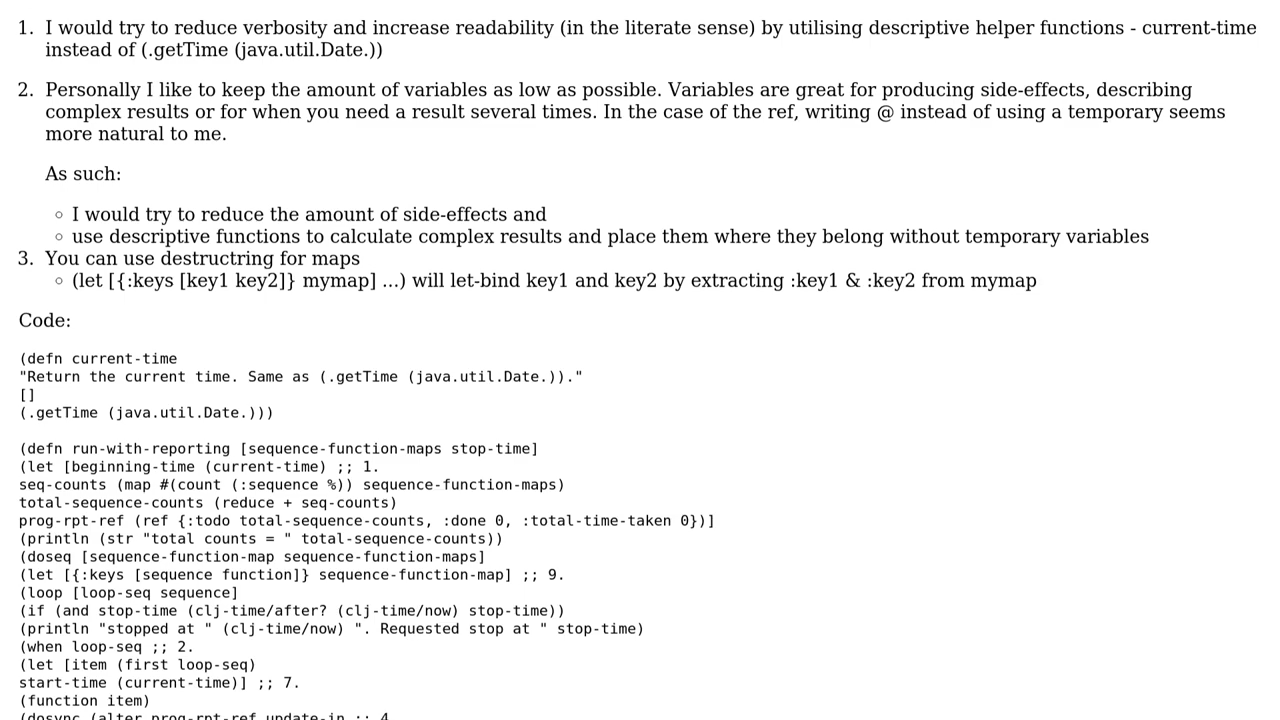 1. I would try to reduce verbosity and increase readability (in the literate sense) by utilising descriptive helper functions - current-time
instead of (.getTime (java.util.Date.))
2. Personally I like to keep the amount of variables as low as possible. Variables are great for producing side-effects, describing
complex results or for when you need a result several times. In the case of the ref, writing @ instead of using a temporary seems
more natural to me.
As such:
◦ I would try to reduce the amount of side-effects and
◦ use descriptive functions to calculate complex results and place them where they belong without temporary variables
3. You can use destructring for maps
◦ (let [{:keys [key1 key2]} mymap] ...) will let-bind key1 and key2 by extracting :key1 & :key2 from mymap
Code:
(defn current-time
"Return the current time. Same as (.getTime (java.util.Date.))."
[]
(.getTime (java.util.Date.)))
(defn run-with-reporting [sequence-function-maps stop-time]
(let [beginning-time (current-time) ;; 1.
seq-counts (map #(count (:sequence %)) sequence-function-maps)
total-sequence-counts (reduce + seq-counts)
prog-rpt-ref (ref {:todo total-sequence-counts, :done 0, :total-time-taken 0})]
(println (str "total counts = " total-sequence-counts))
(doseq [sequence-function-map sequence-function-maps]
(let [{:keys [sequence function]} sequence-function-map] ;; 9.
(loop [loop-seq sequence]
(if (and stop-time (clj-time/after? (clj-time/now) stop-time))
(println "stopped at " (clj-time/now) ". Requested stop at " stop-time)
(when loop-seq ;; 2.
(let [item (first loop-seq)
start-time (current-time)] ;; 7.
(function item)
(dosync (alter prog-rpt-ref update-in ;; 4